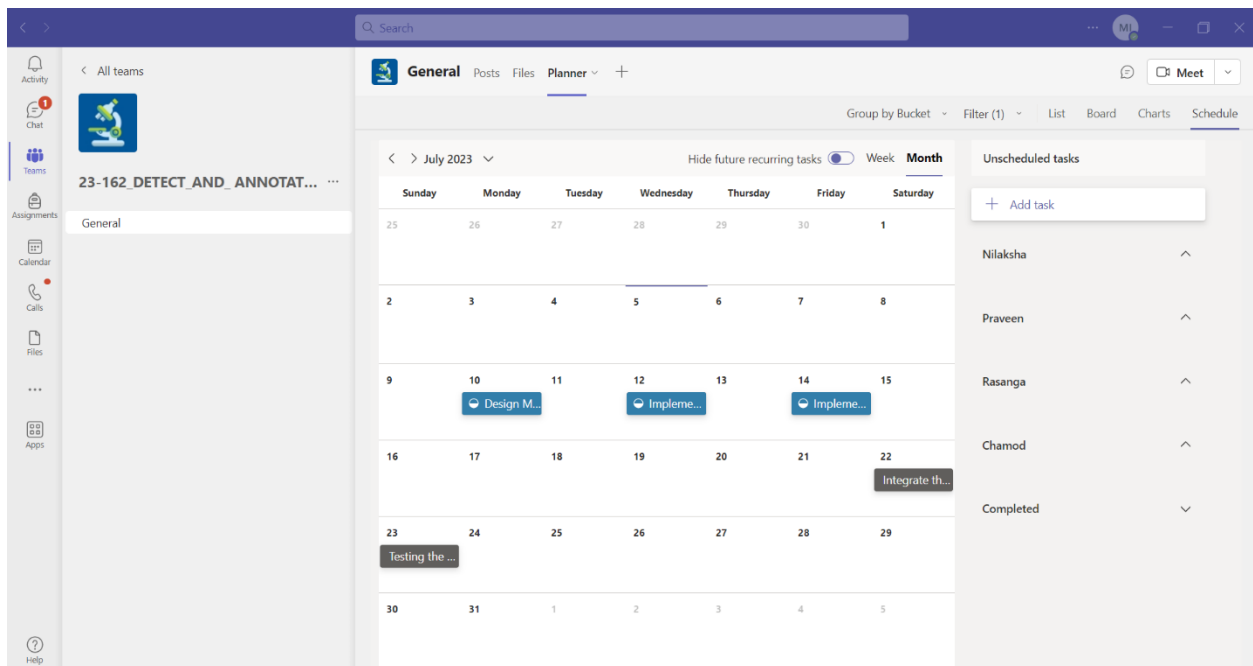 Search
MI
Activity
Chat
1
Teams
Assignments
Calendar
Calls
Files
Apps
Help
All teams
23-162_DETECT_AND_ ANNOTAT... ...
General
General Posts Files Planner
Meet
Group by Bucket Filter (1) List Board Charts Schedule
July 2023 Hide future recurring tasks Week Month
Sunday Monday Tuesday Wednesday Thursday Friday Saturday
25 26 27 28 29 30 1
2 3 4 5 6 7 8
9 10 11 12 13 14 15
Design M... Impleme... Impleme...
16 17 18 19 20 21 22
Integrate th...
23 24 25 26 27 28 29
Testing the ...
30 31 1 2 3 4 5
Unscheduled tasks
+ Add task
Nilaksha
Praveen
Rasanga
Chamod
Completed